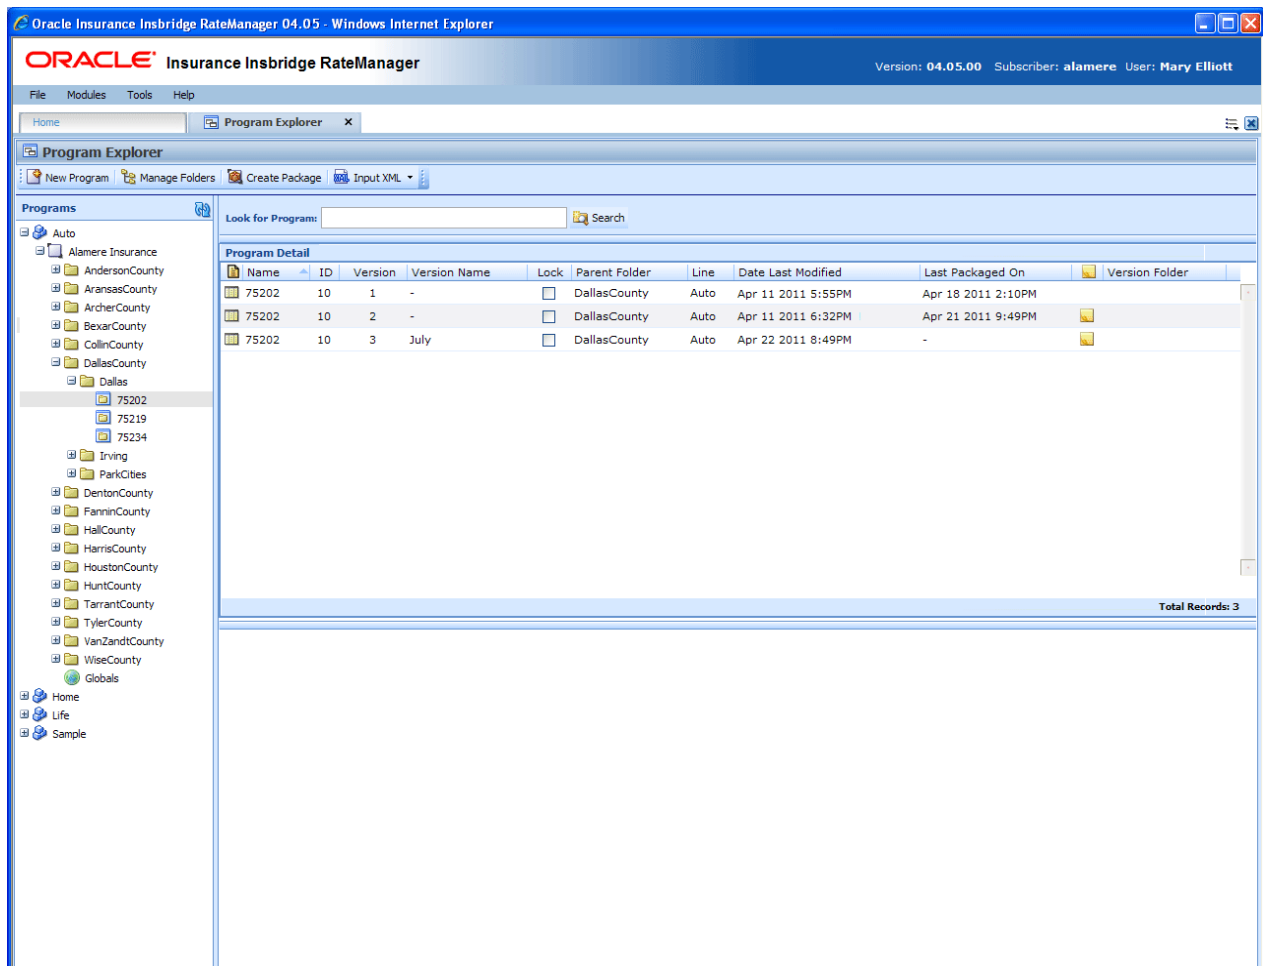 Oracle Insurance Insbridge RateManager 04.05 - Windows Internet Explorer
ORACLE Insurance Insbridge RateManager
Version: 04.05.00 Subscriber: alamere User: Mary Elliott
File Modules Tools Help
Home Program Explorer x
Program Explorer
New Program Manage Folders Create Package Input XML
Programs
Auto
Alamere Insurance
AndersonCounty
AransasCounty
ArcherCounty
BexarCounty
CollinCounty
DallasCounty
Dallas
75202
75219
75234
Irving
ParkCities
DentonCounty
FanninCounty
HallCounty
HarrisCounty
HoustonCounty
HuntCounty
TarrantCounty
TylerCounty
VanZandtCounty
WiseCounty
Globals
Home
Life
Sample
Look for Program: Search
Program Detail
Name ID Version Version Name Lock Parent Folder Line Date Last Modified Last Packaged On Version Folder
75202 10 1 - DallasCounty Auto Apr 11 2011 5:55PM Apr 18 2011 2:10PM
75202 10 2 - DallasCounty Auto Apr 11 2011 6:32PM Apr 21 2011 9:49PM
75202 10 3 July DallasCounty Auto Apr 22 2011 8:49PM -
Total Records: 3